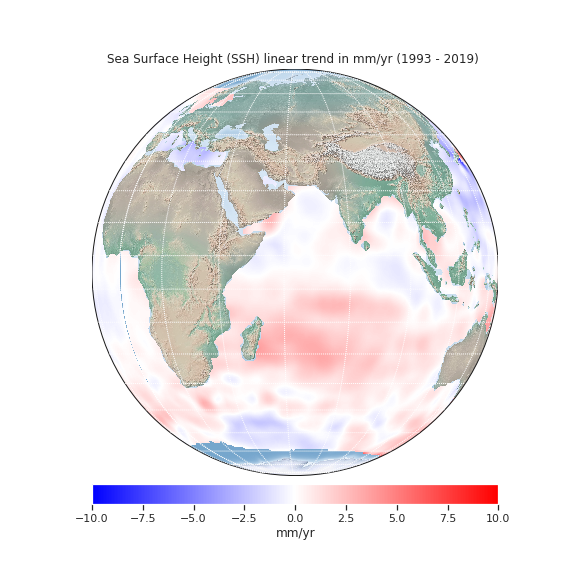 Sea Surface Height (SSH) linear trend in mm/yr (1993 - 2019)
−10.0 −7.5 −5.0 −2.5 0.0 2.5 5.0 7.5 10.0
mm/yr